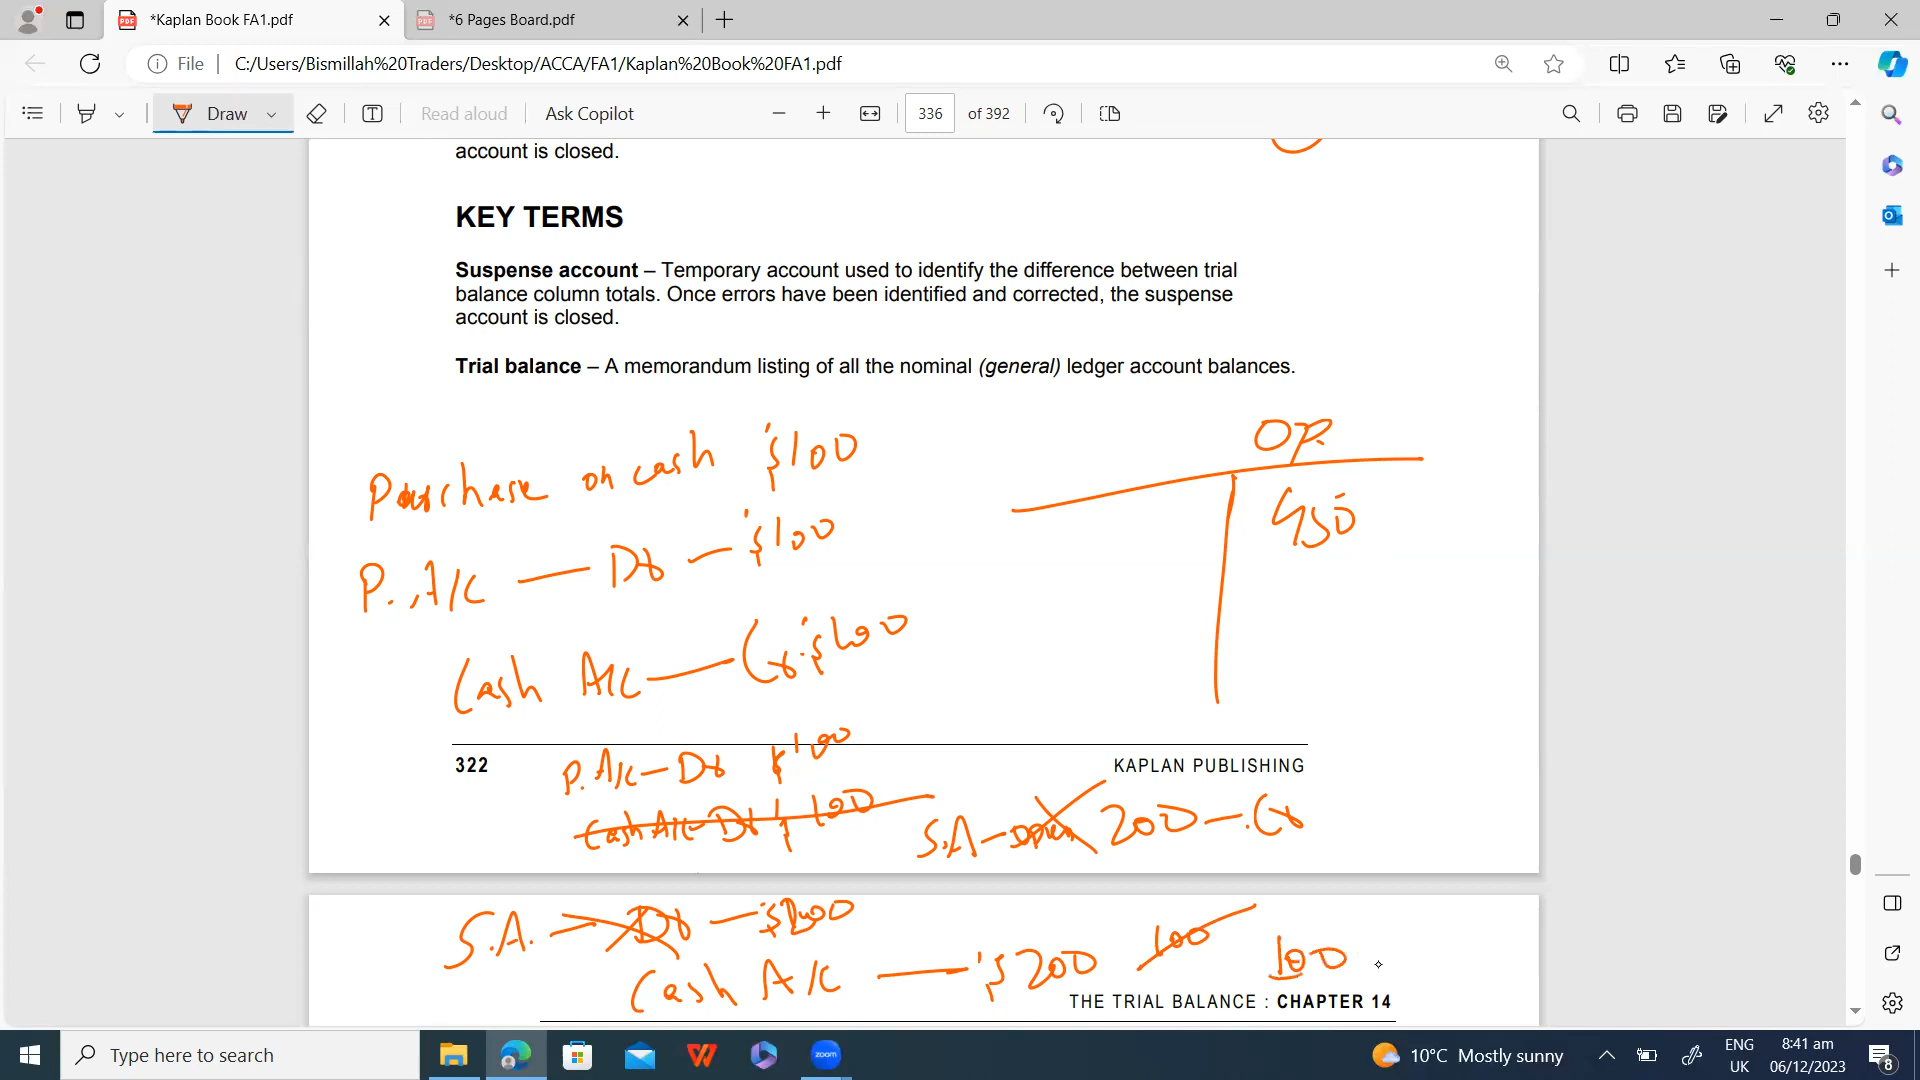 *Kaplan Book FA1.pdf
*6 Pages Board.pdf
File
C:/Users/Bismillah%20Traders/Desktop/ACCA/FA1/Kaplan%20Book%20FA1.pdf
Draw
Read aloud
Ask Copilot
336 of 392
account is closed.
KEY TERMS
Suspense account – Temporary account used to identify the difference between trial
balance column totals. Once errors have been identified and corrected, the suspense
account is closed.
Trial balance – A memorandum listing of all the nominal (general) ledger account balances.
Purchase on cash $100
P. A/C — Dr — $100
Cash A/C — Cr $100
450
322
KAPLAN PUBLISHING
P. A/C — Dr $100
Cash A/C — Dr $100
S.A — open 200 — Cr
S.A. — Dr — $200
Cash A/C — $200 100 100
THE TRIAL BALANCE : CHAPTER 14
Type here to search
zoom
10°C Mostly sunny
ENG
UK
8:41 am
06/12/2023
8